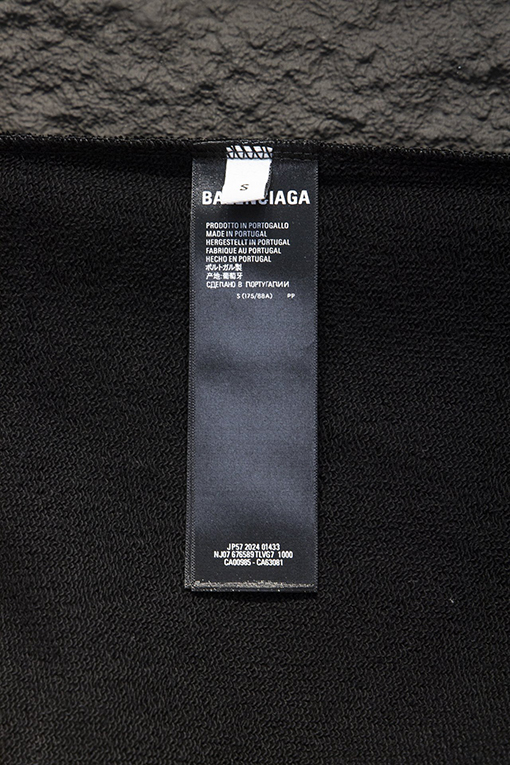 S
BALENCIAGA
PRODOTTO IN PORTOGALLO
MADE IN PORTUGAL
HERGESTELLT IN PORTUGAL
FABRIQUE AU PORTUGAL
HECHO EN PORTUGAL
ポルトガル製
产地:葡萄牙
СДЕЛАНО В ПОРТУГАЛИИ
S (175/88A) PP
JP57 2024 01433
NJ07 676589 TLVG7 1000
CA00985 - CA63081